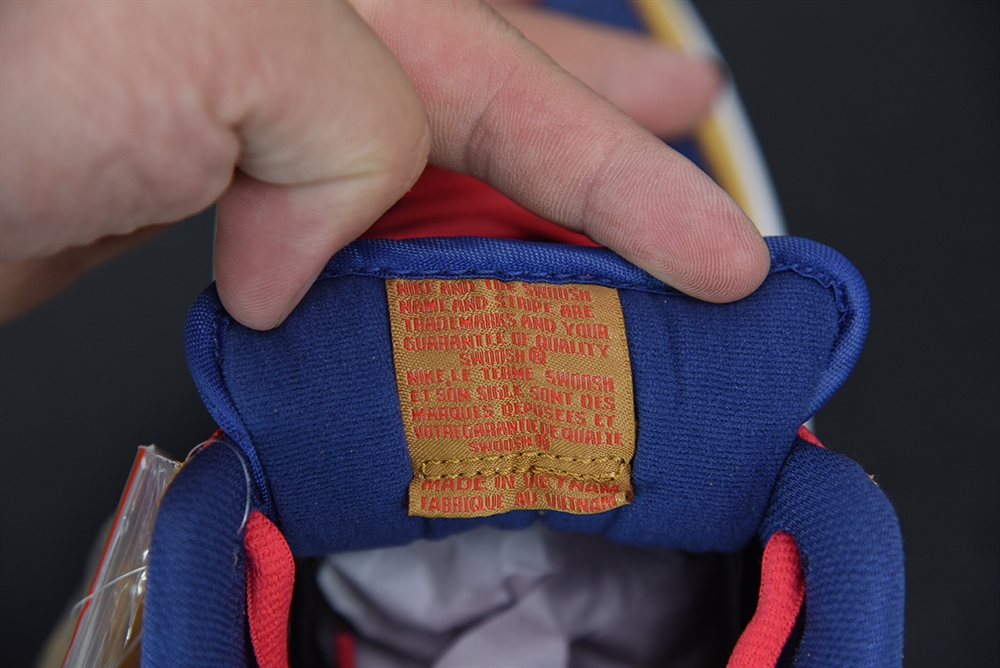 NIKE AND THE SWOOSH
NAME AND STRIPE ARE
TRADEMARKS AND YOUR
GUARANTEE OF QUALITY
SWOOSH ®
NIKE, LE TERME SWOOSH
ET SON SIGLE SONT DES
MARQUES DEPOSEES ET
VOTRE GARANTIE DE QUALITE
SWOOSH ®
MADE IN VIETNAM
FABRIQUE AU VIETNAM